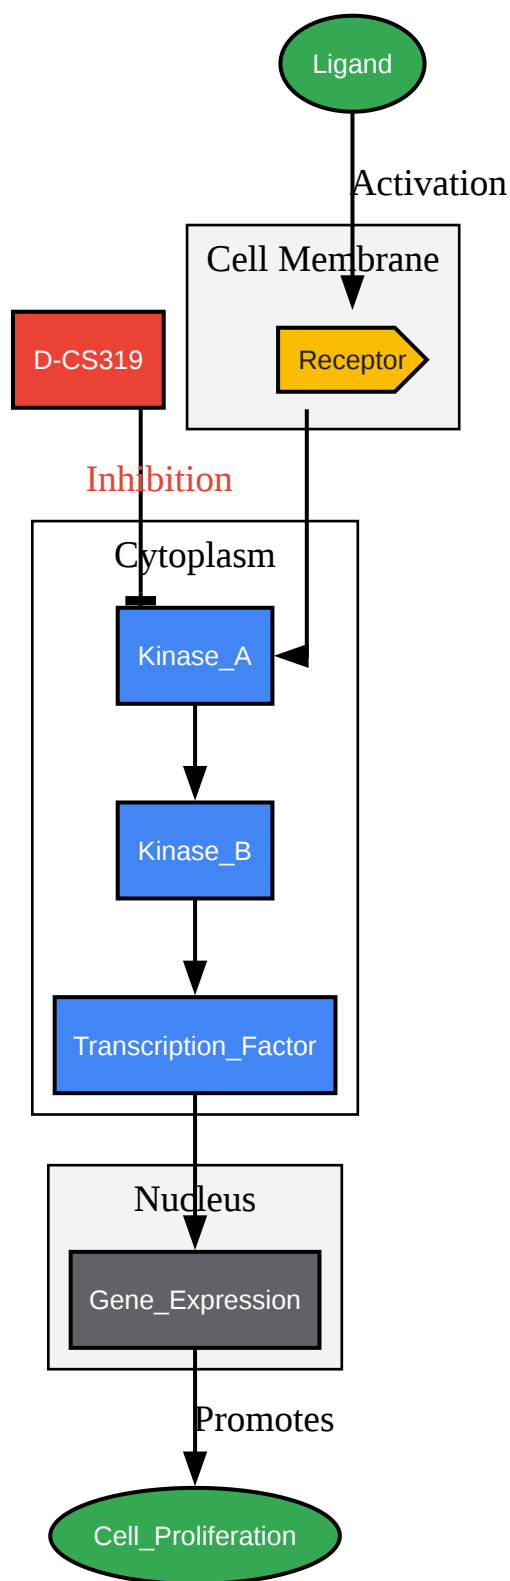 Ligand
Activation
Cell Membrane
D-CS319
Receptor
Inhibition
Cytoplasm
Kinase_A
Kinase_B
Transcription_Factor
Nucleus
Gene_Expression
Promotes
Cell_Proliferation